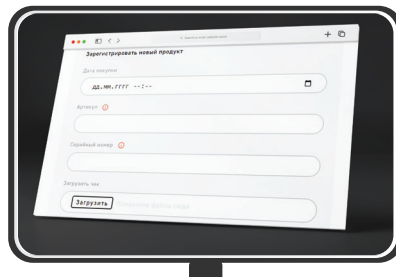 Зарегистрировать новый продукт
Дата покупки
дд.мм.гггг --:--
Артикул
Серийный номер
Загрузить чек
Загрузить